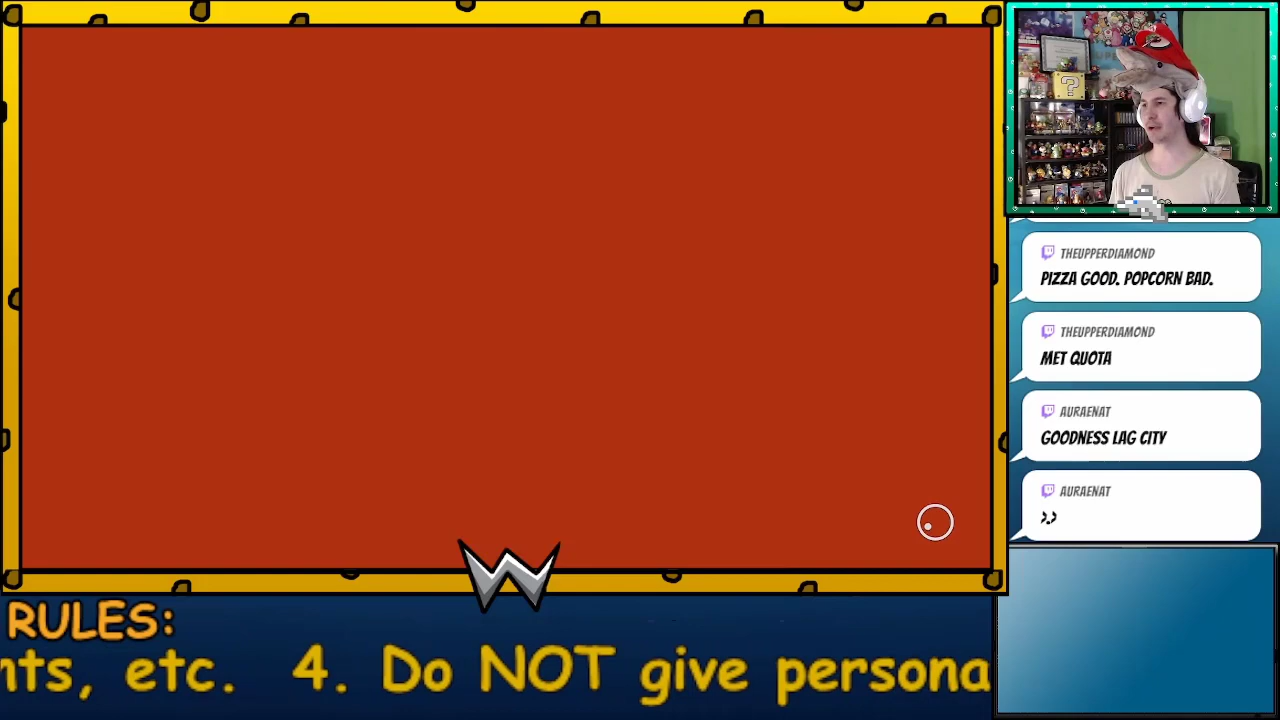 THEUPPERDIAMOND
PIZZA GOOD. POPCORN BAD.
THEUPPERDIAMOND
MET QUOTA
AURAENAT
GOODNESS LAG CITY
AURAENAT
>.>
RULES:
nts, etc. 4. Do NOT give persona